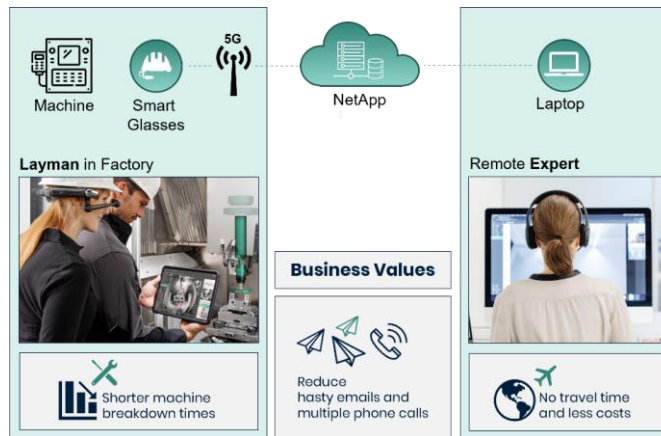 5G
Machine
Smart
Glasses
NetApp
Laptop
Layman in Factory
Remote Expert
Business Values
Shorter machine
breakdown times
Reduce
hasty emails and
multiple phone calls
No travel time
and less costs